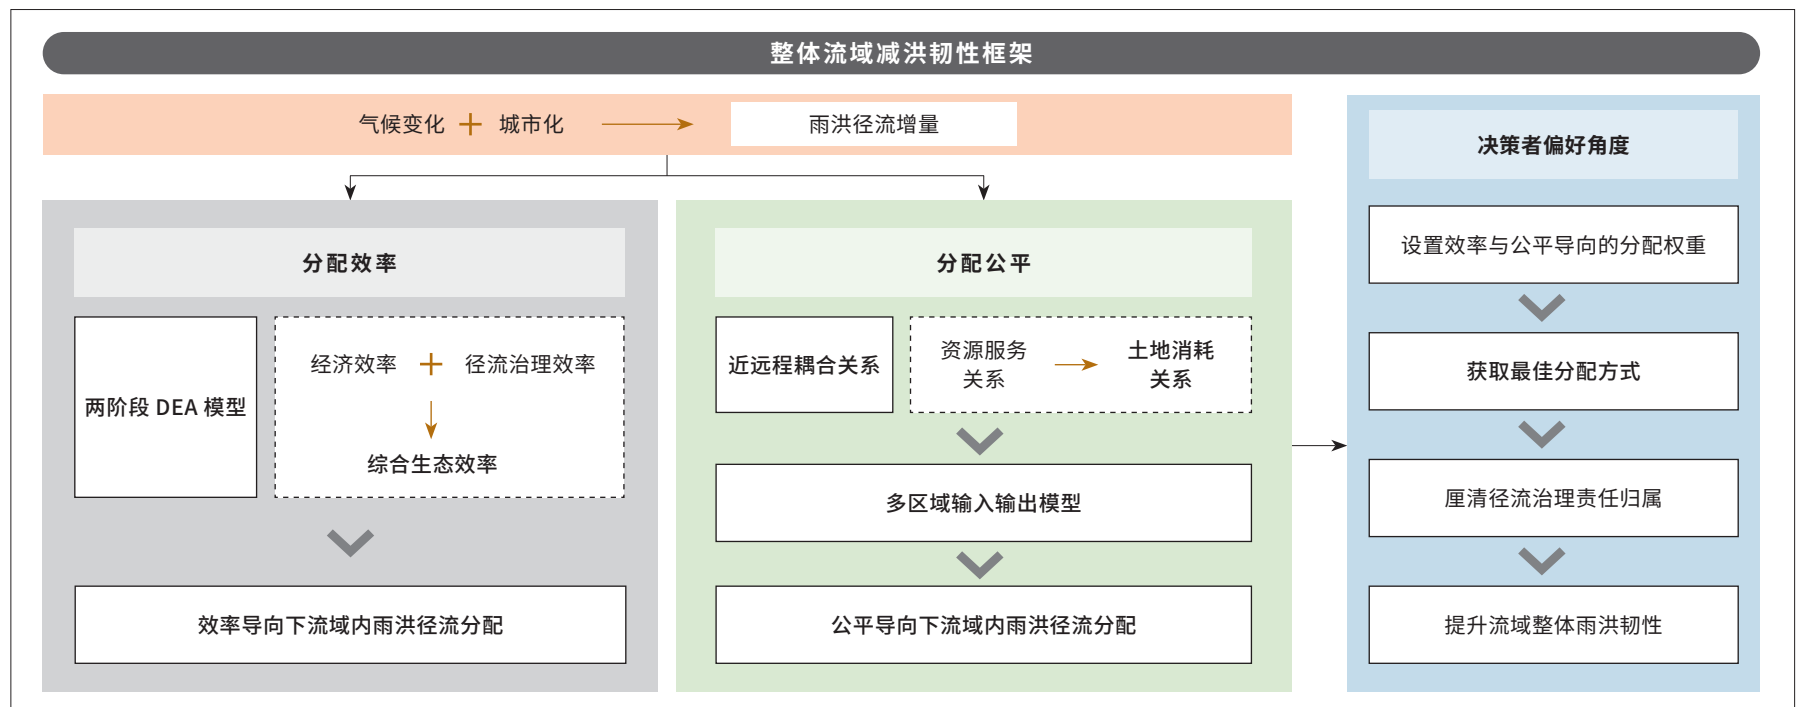 整体流域减洪韧性框架
气候变化 + 城市化
雨洪径流增量
分配效率
两阶段 DEA 模型
经济效率 + 径流治理效率
综合生态效率
效率导向下流域内雨洪径流分配
分配公平
近远程耦合关系
资源服务
关系
土地消耗
关系
多区域输入输出模型
公平导向下流域内雨洪径流分配
决策者偏好角度
设置效率与公平导向的分配权重
获取最佳分配方式
厘清径流治理责任归属
提升流域整体雨洪韧性